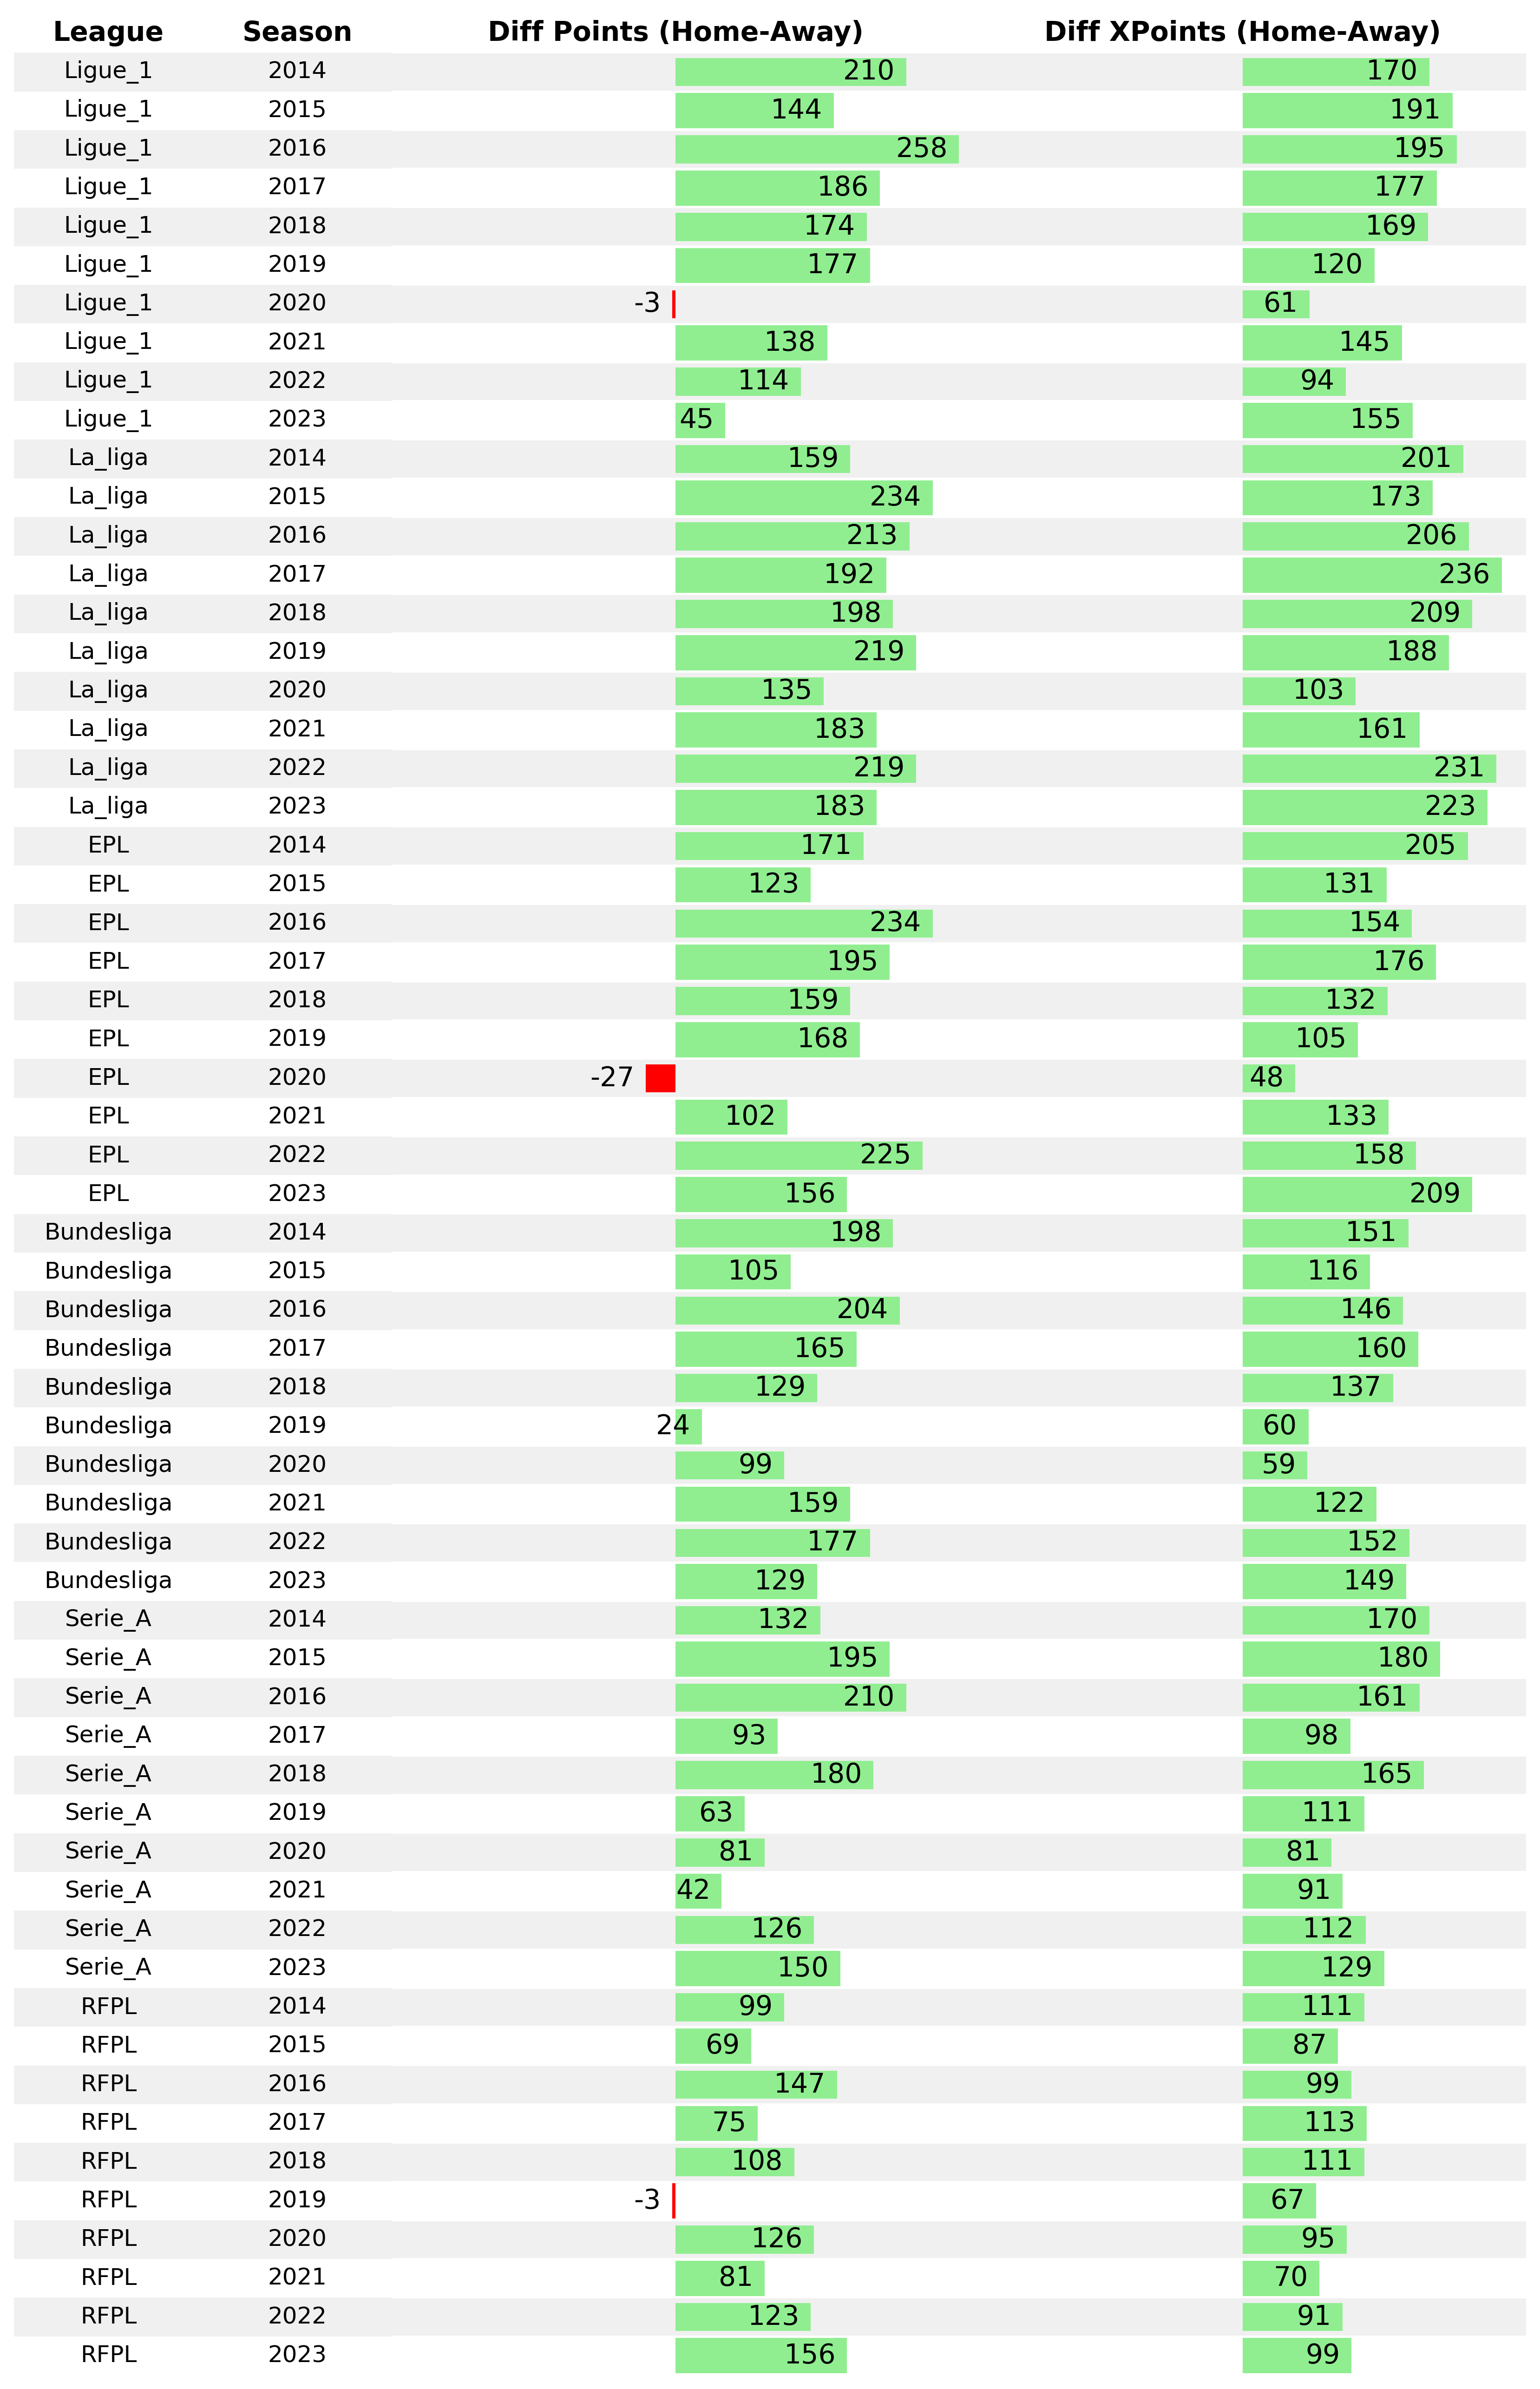 League Season Diff Points (Home-Away) Diff XPoints (Home-Away)
Ligue_1 2014 210 170
Ligue_1 2015 144 191
Ligue_1 2016 258 195
Ligue_1 2017 186 177
Ligue_1 2018 174 169
Ligue_1 2019 177 120
Ligue_1 2020 -3 61
Ligue_1 2021 138 145
Ligue_1 2022 114 94
Ligue_1 2023 45 155
La_liga 2014 159 201
La_liga 2015 234 173
La_liga 2016 213 206
La_liga 2017 192 236
La_liga 2018 198 209
La_liga 2019 219 188
La_liga 2020 135 103
La_liga 2021 183 161
La_liga 2022 219 231
La_liga 2023 183 223
EPL 2014 171 205
EPL 2015 123 131
EPL 2016 234 154
EPL 2017 195 176
EPL 2018 159 132
EPL 2019 168 105
EPL 2020 -27 48
EPL 2021 102 133
EPL 2022 225 158
EPL 2023 156 209
Bundesliga 2014 198 151
Bundesliga 2015 105 116
Bundesliga 2016 204 146
Bundesliga 2017 165 160
Bundesliga 2018 129 137
Bundesliga 2019 24 60
Bundesliga 2020 99 59
Bundesliga 2021 159 122
Bundesliga 2022 177 152
Bundesliga 2023 129 149
Serie_A 2014 132 170
Serie_A 2015 195 180
Serie_A 2016 210 161
Serie_A 2017 93 98
Serie_A 2018 180 165
Serie_A 2019 63 111
Serie_A 2020 81 81
Serie_A 2021 42 91
Serie_A 2022 126 112
Serie_A 2023 150 129
RFPL 2014 99 111
RFPL 2015 69 87
RFPL 2016 147 99
RFPL 2017 75 113
RFPL 2018 108 111
RFPL 2019 -3 67
RFPL 2020 126 95
RFPL 2021 81 70
RFPL 2022 123 91
RFPL 2023 156 99